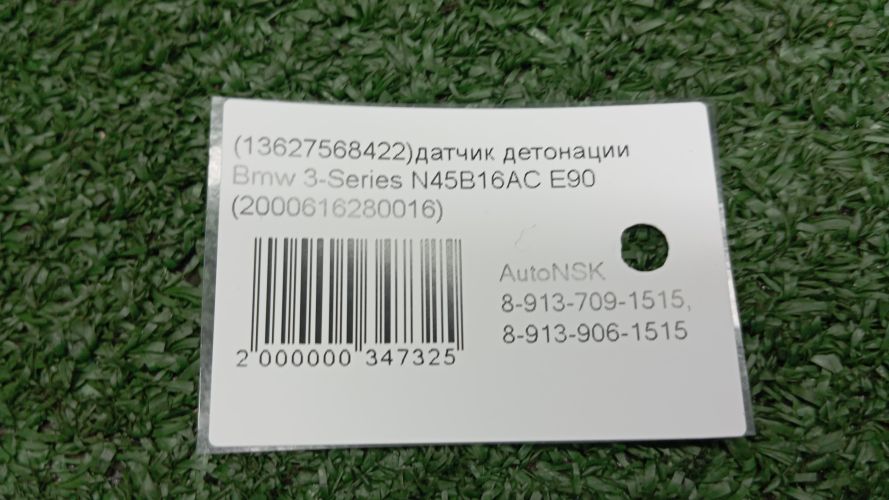 (13627568422)датчик детонации
Bmw 3-Series N45B16AC E90
(2000616280016)
AutoNSK
8-913-709-1515,
8-913-906-1515
2 000000 347325